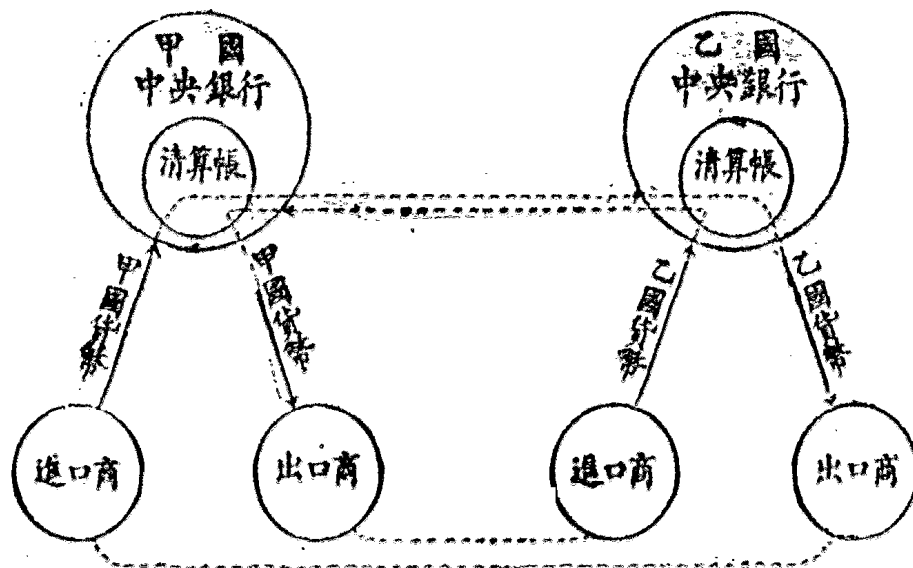 甲國
中央銀行
清算帳
乙國
中央銀行
清算帳
甲國貨幣
甲國貨幣
乙國貨幣
乙國貨幣
進口商
出口商
進口商
出口商